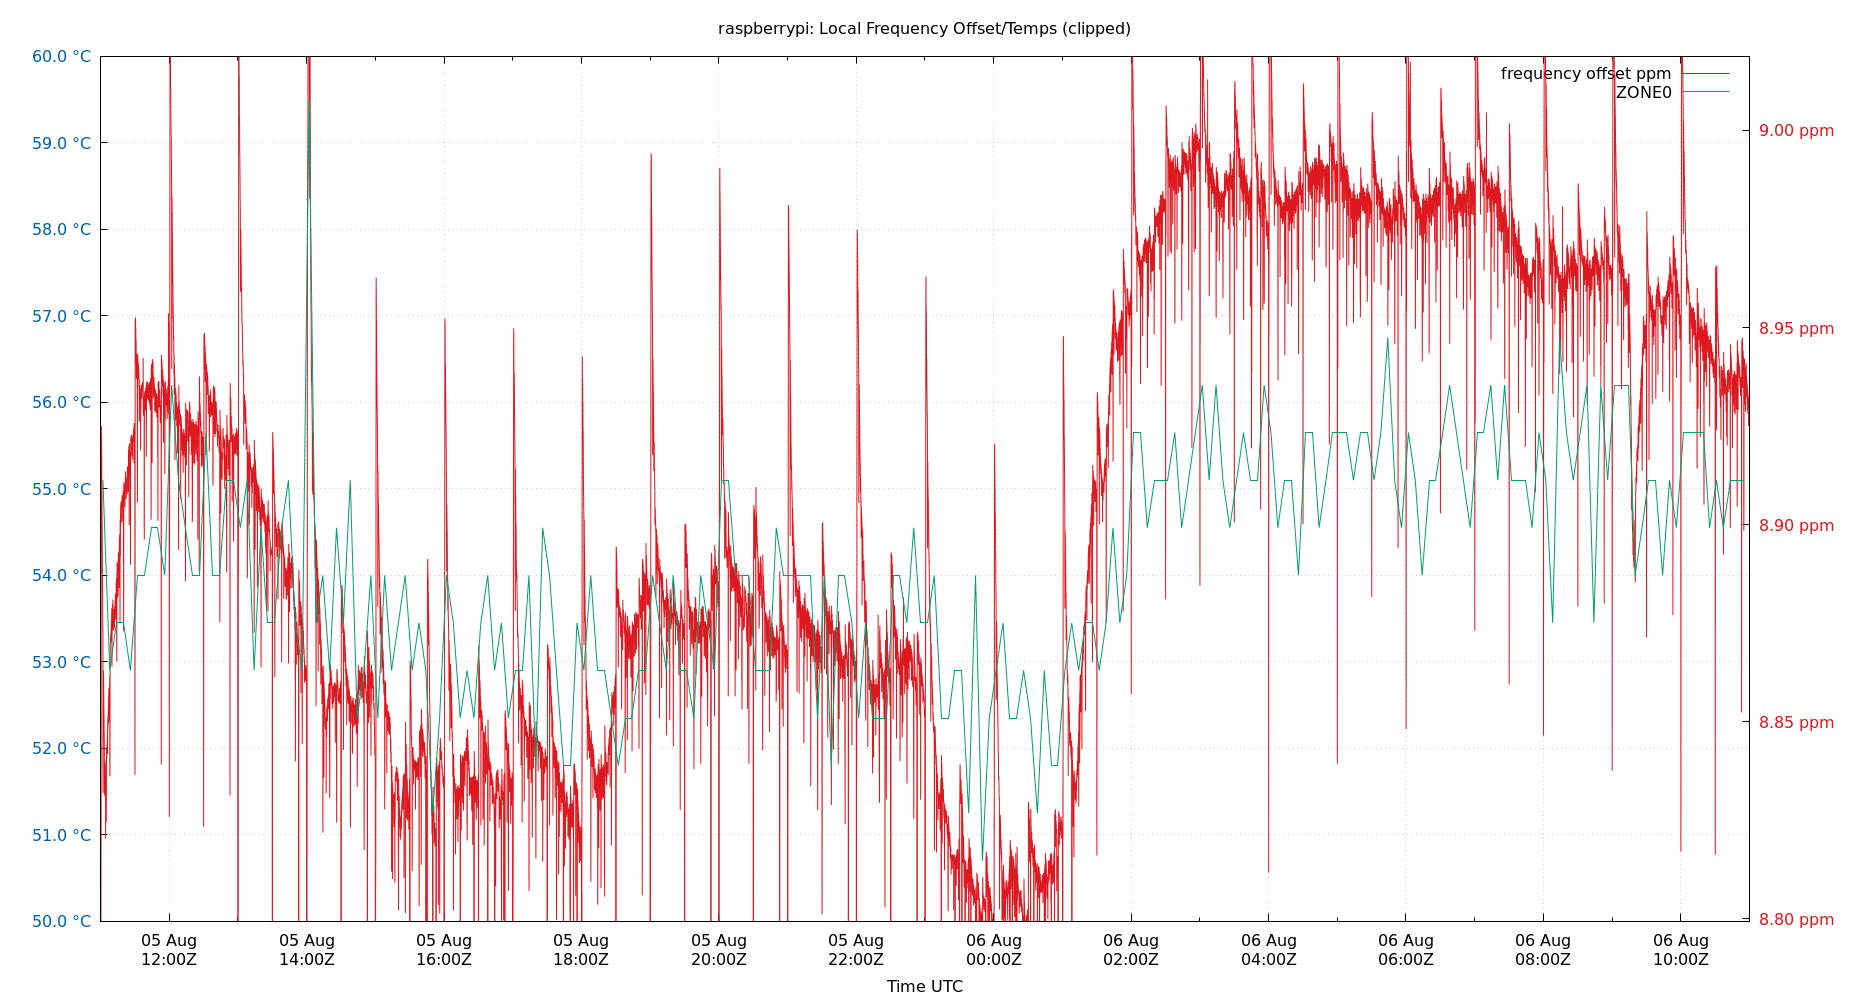 raspberrypi: Local Frequency Offset/Temps (clipped)
60.0 °C
59.0 °C
58.0 °C
57.0 °C
56.0 °C
55.0 °C
54.0 °C
53.0 °C
52.0 °C
51.0 °C
50.0 °C
frequency offset ppm
ZONE0
9.00 ppm
8.95 ppm
8.90 ppm
8.85 ppm
8.80 ppm
05 Aug 05 Aug 05 Aug 05 Aug 05 Aug 05 Aug 06 Aug 06 Aug 06 Aug 06 Aug 06 Aug 06 Aug
12:00Z 14:00Z 16:00Z 18:00Z 20:00Z 22:00Z 00:00Z 02:00Z 04:00Z 06:00Z 08:00Z 10:00Z
Time UTC